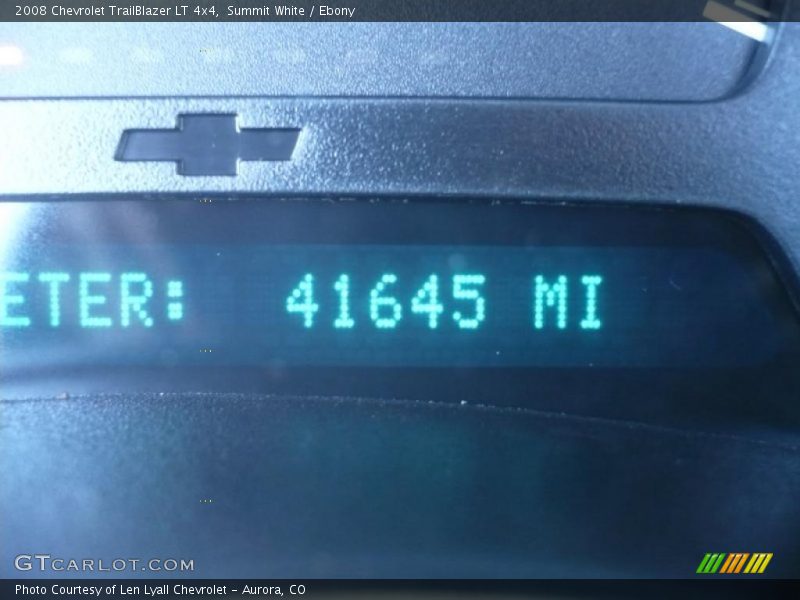 2008 Chevrolet TrailBlazer LT 4x4, Summit White / Ebony
ETER: 41645 MI
GTCARLOT.COM
Photo Courtesy of Len Lyall Chevrolet - Aurora, CO